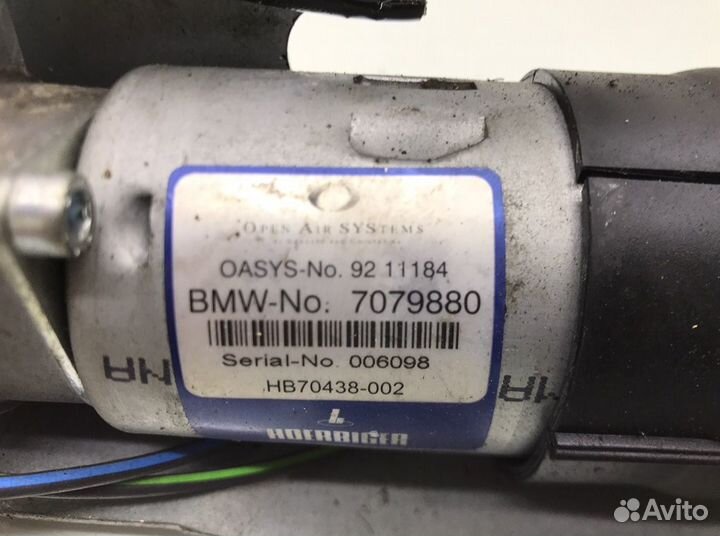 OPEN AIR SYSTEMS
OASYS-No. 92 11184
BMW-No: 7079880
Serial-No. 006098
HB70438-002
HOERBIGER
Avito